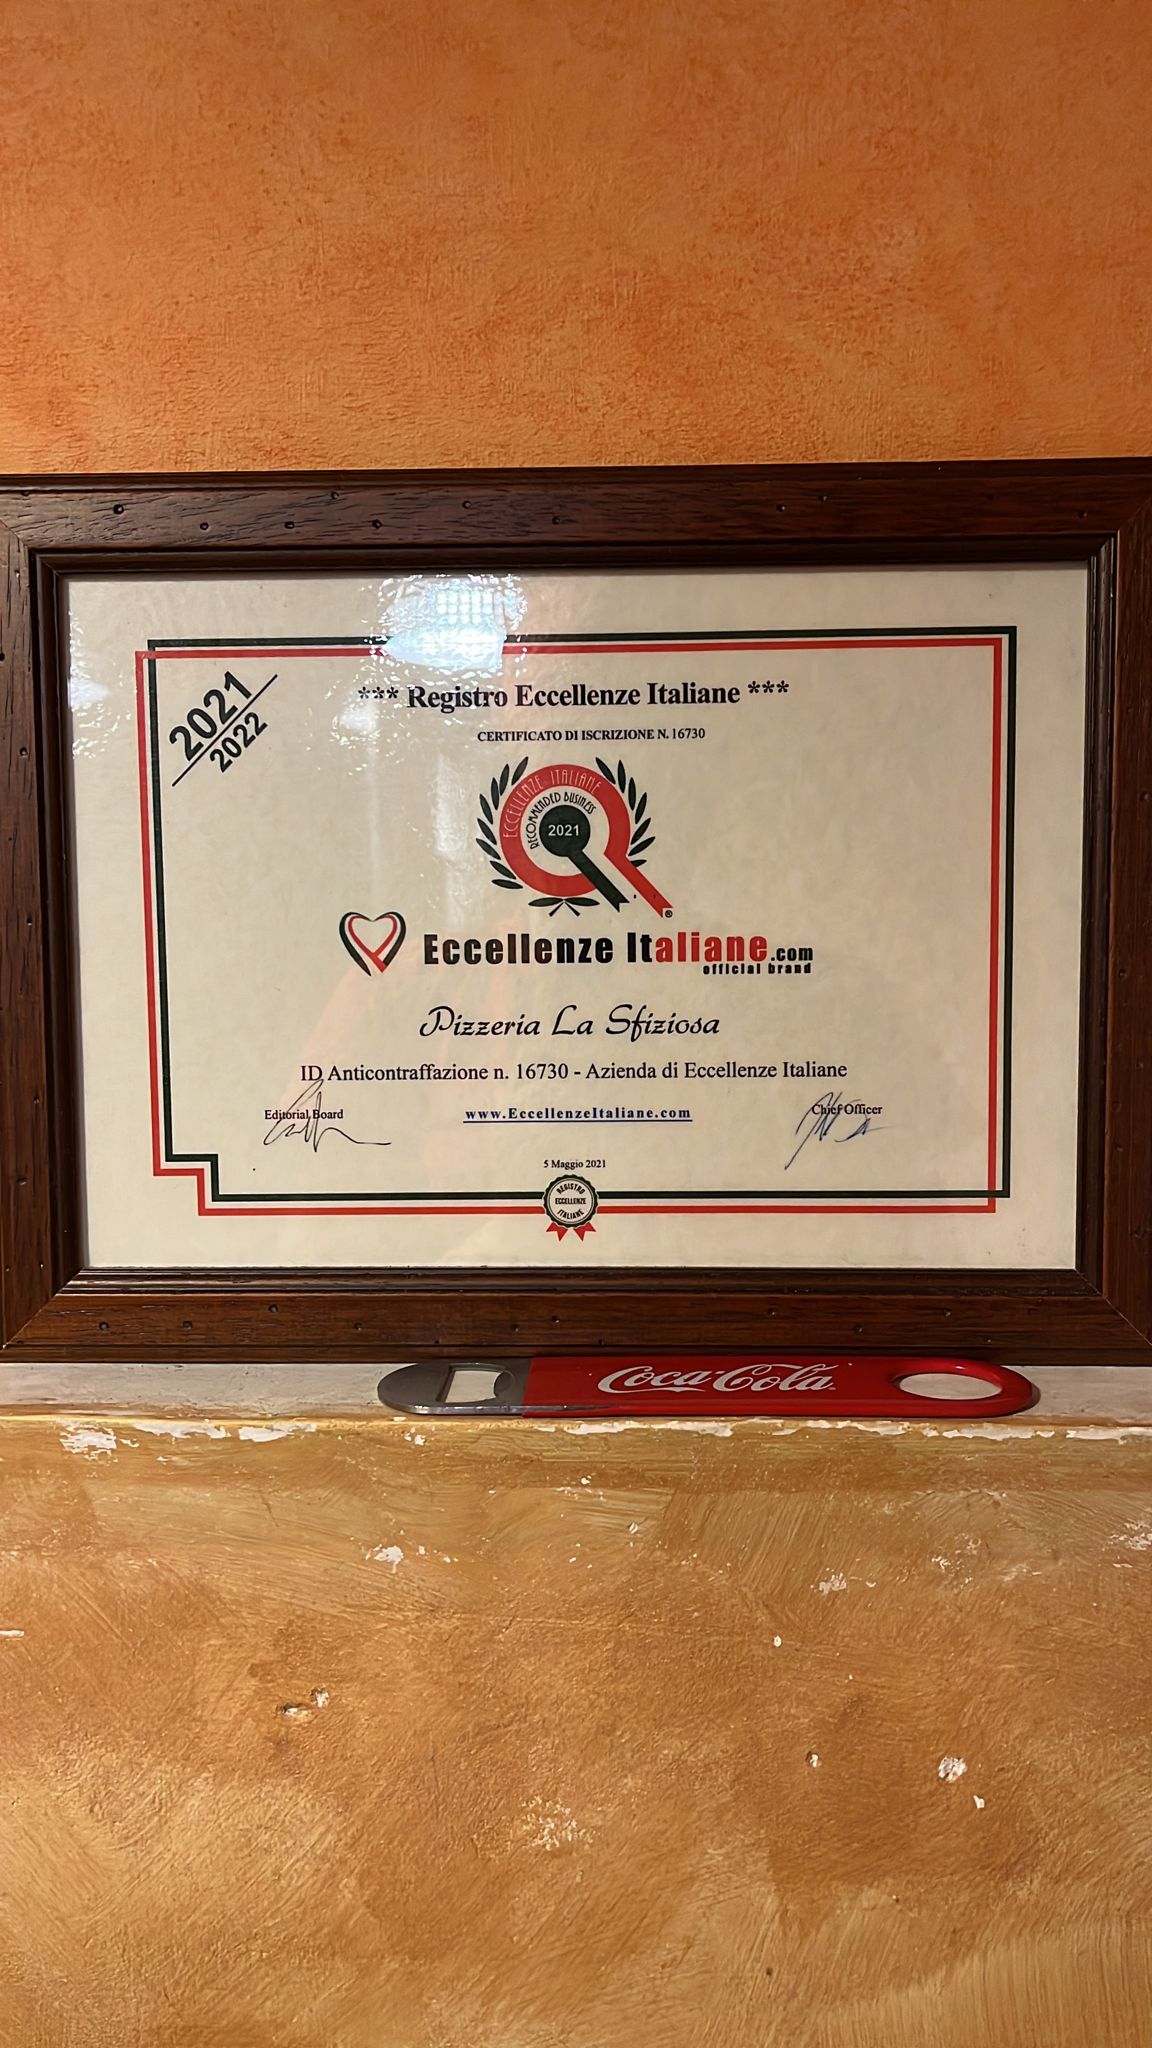 2021
2022
*** Registro Eccellenze Italiane ***
CERTIFICATO DI ISCRIZIONE N. 16730
ECCELLENZE ITALIANE
RECOMMENDED BUSINESS
2021
®
Eccellenze Italiane.com
official brand
Pizzeria La Sfiziosa
ID Anticontraffazione n. 16730 - Azienda di Eccellenze Italiane
Editorial Board
www.EccellenzeItaliane.com
Chief Officer
5 Maggio 2021
REGISTRO
ECCELLENZE
ITALIANE
Coca-Cola